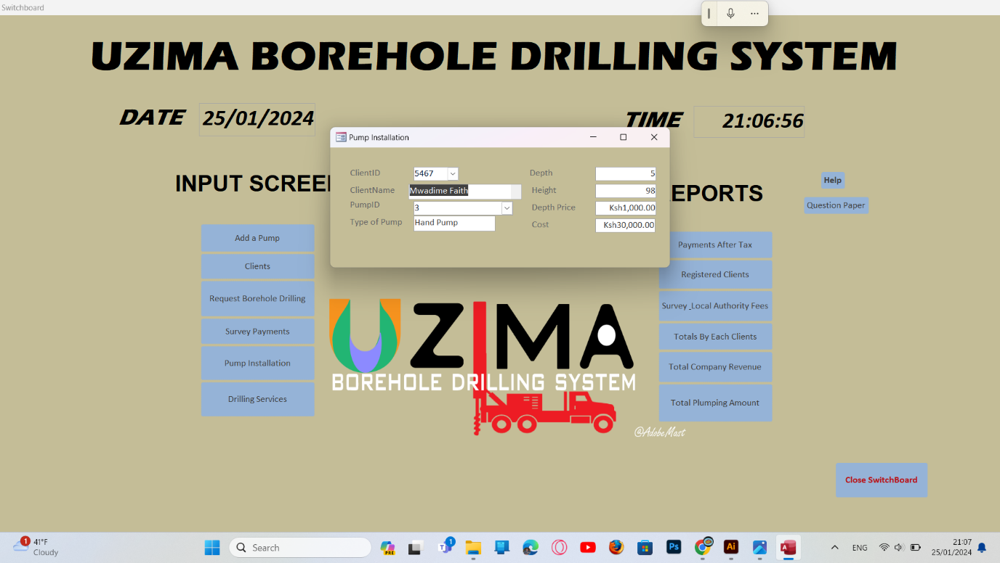 Switchboard
UZIMA BOREHOLE DRILLING SYSTEM
DATE 25/01/2024
TIME 21:06:56
Pump Installation
ClientID 5467
ClientName Mwadime Faith
PumpID 3
Type of Pump Hand Pump
Depth 5
Height 98
Depth Price Ksh1,000.00
Cost Ksh30,000.00
INPUT SCREE
Add a Pump
Clients
Request Borehole Drilling
Survey Payments
Pump Installation
Drilling Services
EPORTS
Payments After Tax
Registered Clients
Survey_Local Authority Fees
Totals By Each Clients
Total Company Revenue
Total Plumping Amount
Help
Question Paper
UZIMA
BOREHOLE DRILLING SYSTEM
@AdobeMast
Close SwitchBoard
1
41°F
Cloudy
Search
PRE
T
1
Ps
Ai
A
ENG
21:07
25/01/2024